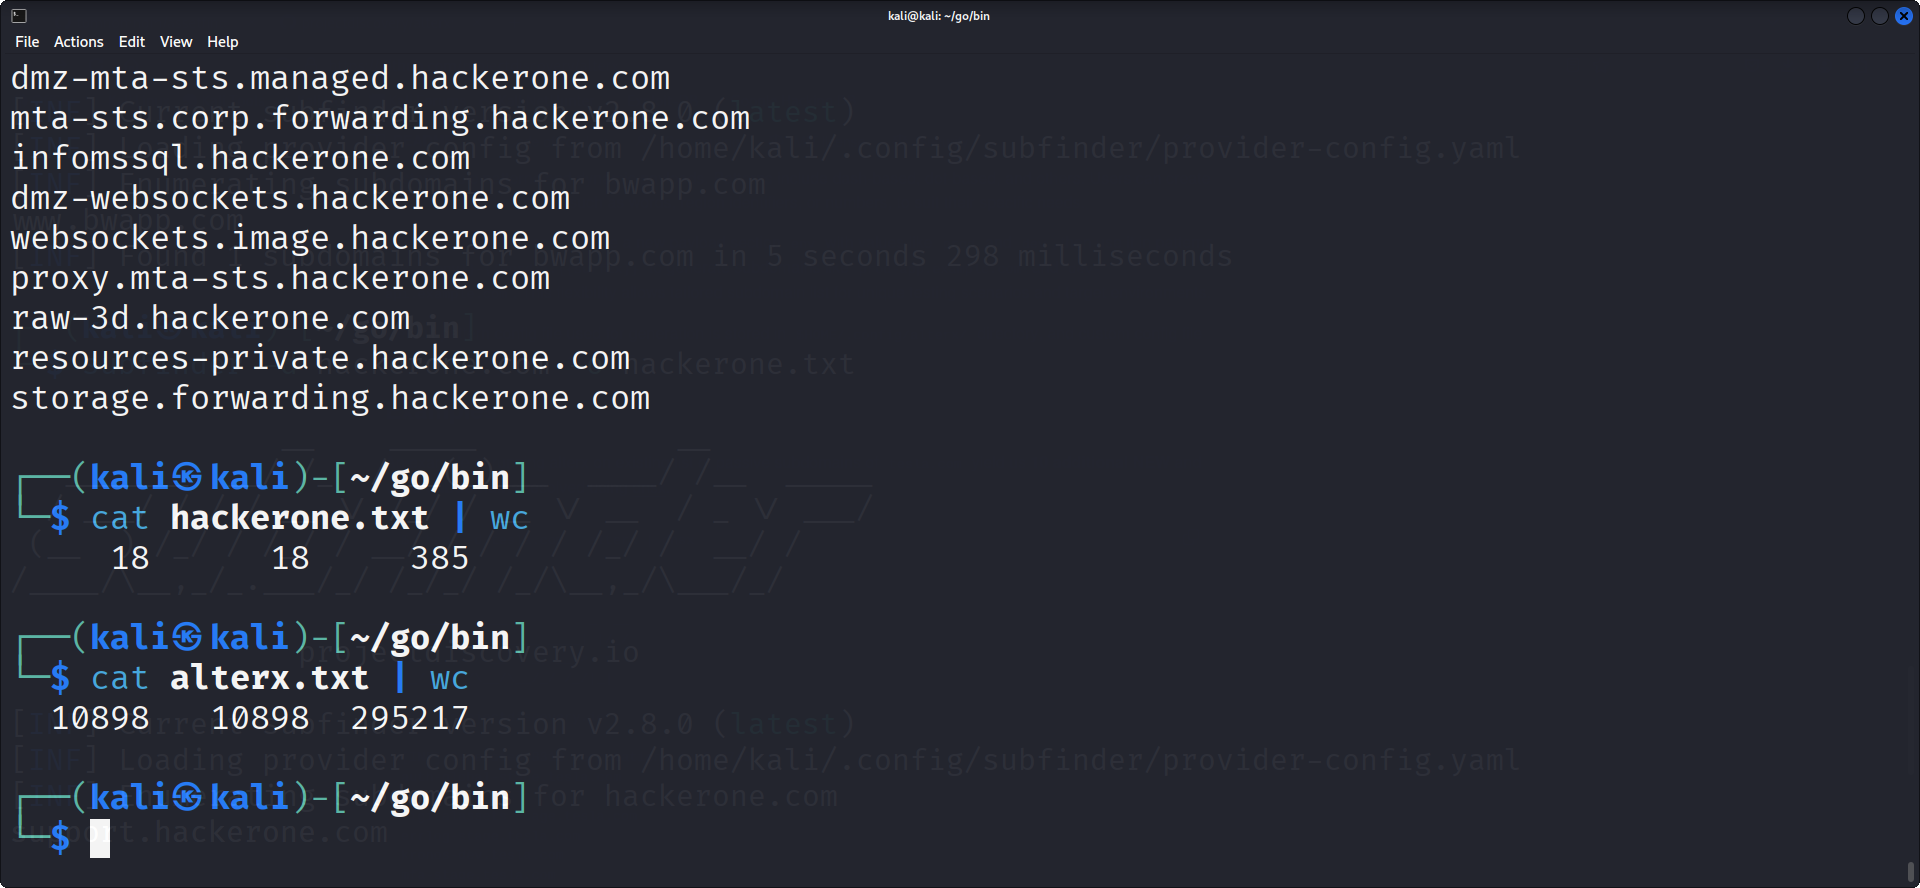 kali@kali: ~/go/bin
File Actions Edit View Help
dmz-mta-sts.managed.hackerone.com
mta-sts.corp.forwarding.hackerone.com
infomssql.hackerone.com
dmz-websockets.hackerone.com
websockets.image.hackerone.com
proxy.mta-sts.hackerone.com
raw-3d.hackerone.com
resources-private.hackerone.com
storage.forwarding.hackerone.com
┌──(kali㉿kali)-[~/go/bin]
└─$ cat hackerone.txt | wc
18 18 385
┌──(kali㉿kali)-[~/go/bin]
└─$ cat alterx.txt | wc
10898 10898 295217
┌──(kali㉿kali)-[~/go/bin]
└─$